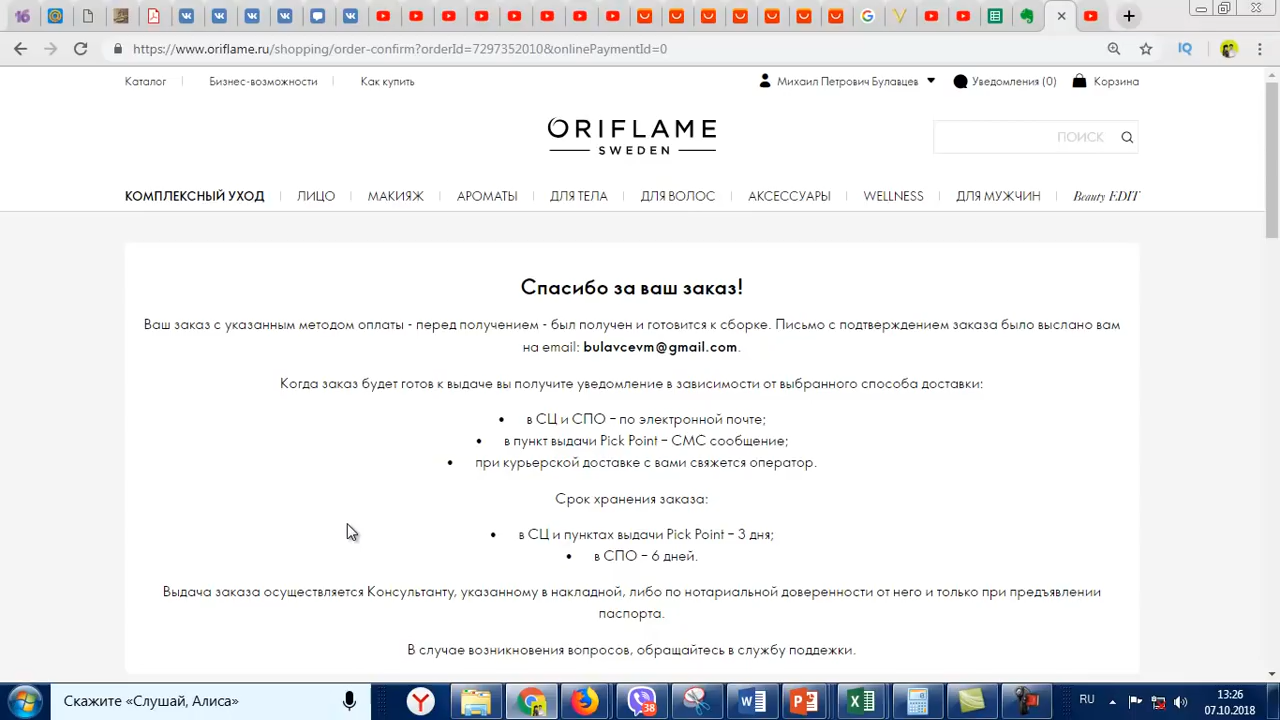 16
https://www.oriflame.ru/shopping/order-confirm?orderId=7297352010&onlinePaymentId=0
Каталог Бизнес-возможности Как купить Михаил Петрович Булавцев Уведомления (0) Корзина
ORIFLAME
SWEDEN
ПОИСК
КОМПЛЕКСНЫЙ УХОД ЛИЦО МАКИЯЖ АРОМАТЫ ДЛЯ ТЕЛА ДЛЯ ВОЛОС АКСЕССУАРЫ WELLNESS ДЛЯ МУЖЧИН Beauty EDIT
Спасибо за ваш заказ!
Ваш заказ с указанным методом оплаты - перед получением - был получен и готовится к сборке. Письмо с подтверждением заказа было выслано вам
на email: bulavcevm@gmail.com.
Когда заказ будет готов к выдаче вы получите уведомление в зависимости от выбранного способа доставки:
• в СЦ и СПО – по электронной почте;
• в пункт выдачи Pick Point – СМС сообщение;
• при курьерской доставке с вами свяжется оператор.
Срок хранения заказа:
• в СЦ и пунктах выдачи Pick Point – 3 дня;
• в СПО – 6 дней.
Выдача заказа осуществляется Консультанту, указанному в накладной, либо по нотариальной доверенности от него и только при предъявлении
паспорта.
В случае возникновения вопросов, обращайтесь в службу поддежки.
Скажите «Слушай, Алиса»
38
RU
13:26
07.10.2018